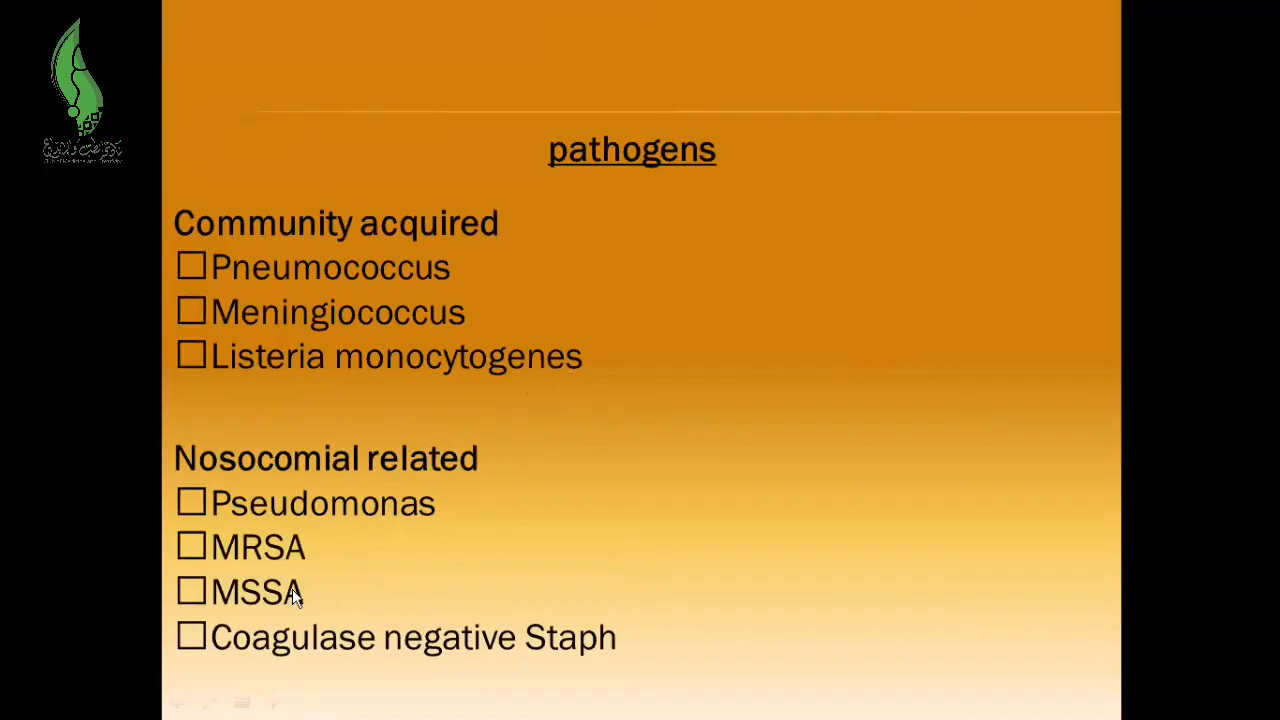 pathogens
Community acquired
Pneumococcus
Meningiococcus
Listeria monocytogenes
Nosocomial related
Pseudomonas
MRSA
MSSA
Coagulase negative Staph